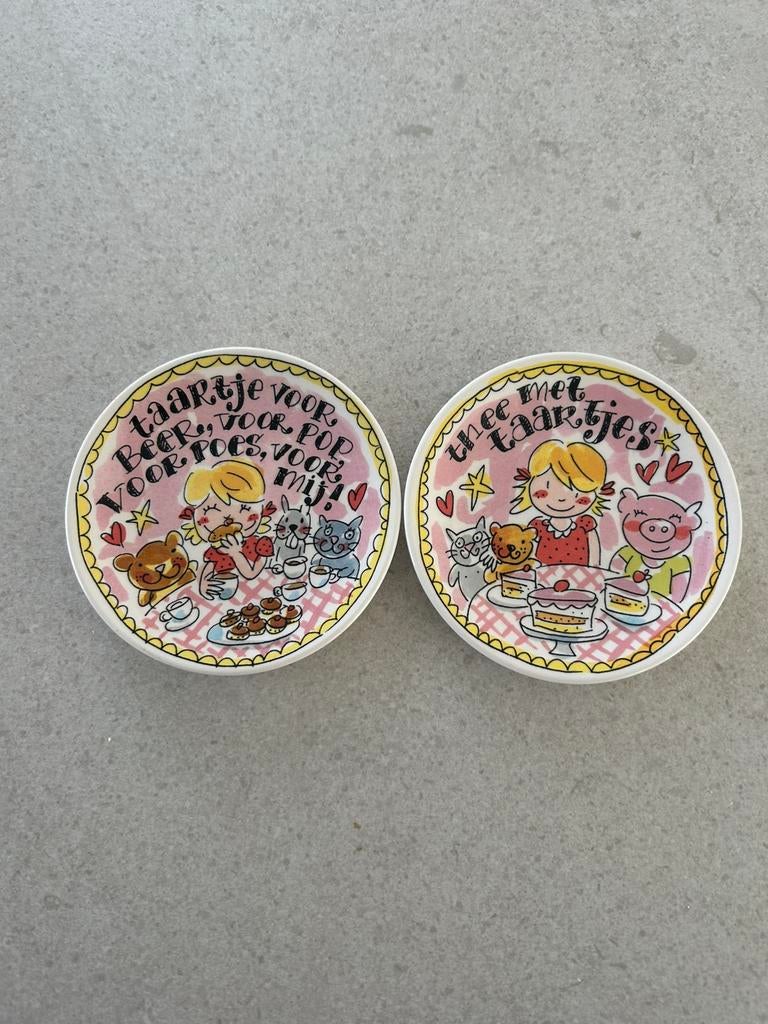 taartje voor
Beer, voor pop,
voor poes, voor
mij!
thee met
taartjes